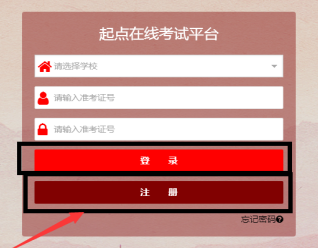 起点在线考试平台
请选择学校
请输入准考证号
请输入准考证号
登 录
注 册
忘记密码?